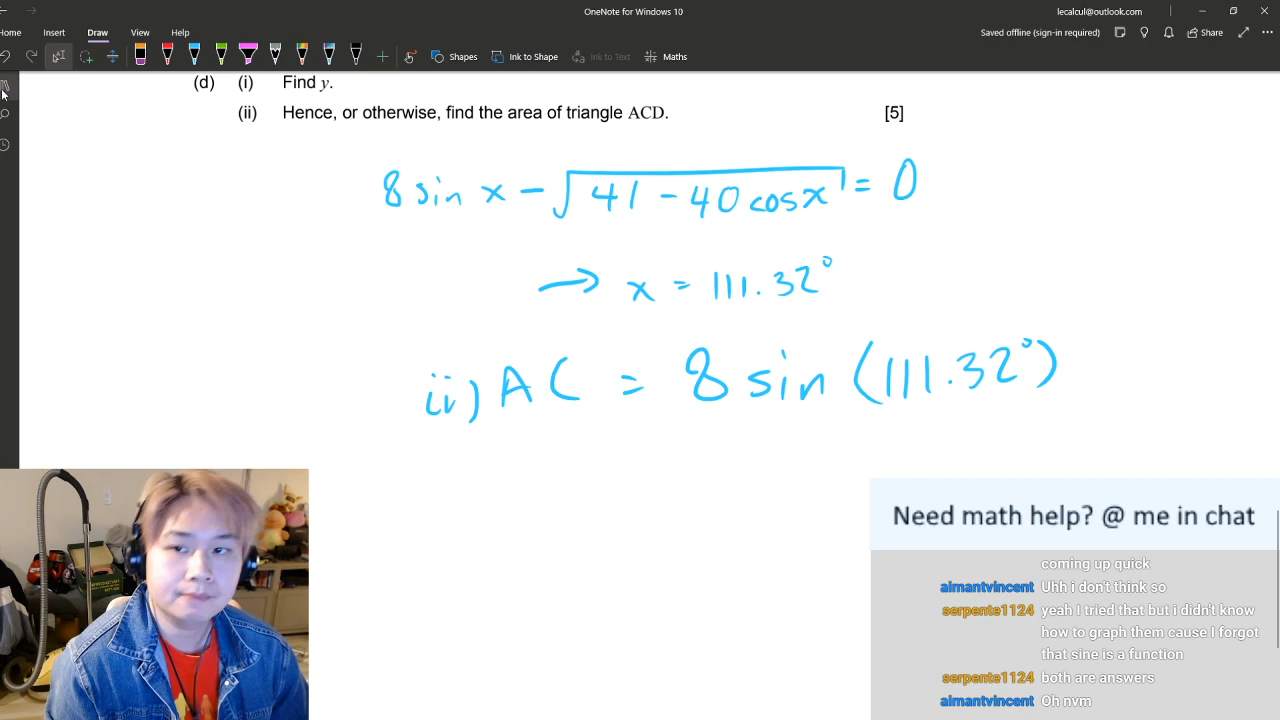 OneNote for Windows 10
lecalcul@outlook.com
Home Insert Draw View Help
Saved offline (sign-in required) Share
Shapes Ink to Shape Ink to Text Maths
(d) (i) Find y.
(ii) Hence, or otherwise, find the area of triangle ACD. [5]
8 sin x - √41 - 40 cos x = 0
→ x = 111.32°
ii) AC = 8 sin (111.32°)
Need math help? @ me in chat
coming up quick
aimantvincent Uhh i don't think so
serpente1124 yeah I tried that but i didn't know
how to graph them cause I forgot
that sine is a function
serpente1124 both are answers
aimantvincent Oh nvm